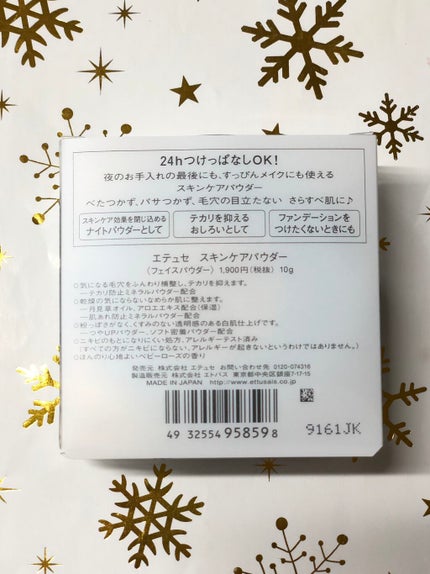 24hつけっぱなしOK!
夜のお手入れの最後にも、すっぴんメイクにも使える
スキンケアパウダー
べたつかず、パサつかず、毛穴の目立たない さらすべ肌に♪
スキンケア効果を閉じ込める
ナイトパウダーとして
テカリを抑える
おしろいとして
ファンデーションを
つけたくないときにも
エテュセ スキンケアパウダー
〈フェイスパウダー〉 1,900円(税抜) 10g
○気になる毛穴をふんわり補整し、テカリを抑えます。
―テカリ防止ミネラルパウダー配合
○乾燥の気にならないなめらか肌に整えます。
―月見草オイル、アロエエキス配合(保湿)
―肌あれ防止ミネラルパウダー配合
○粉っぽさがなく、くすみのない透明感のある白肌仕上げです。
―つやUPパウダー、ソフト密着パウダー配合
○ニキビのもとになりにくい処方、アレルギーテスト済み
(すべての方がニキビにならない、アレルギーが起きないというわけではありません。)
○ほんのり心地よいベビーローズの香り
発売元 株式会社 エテュセ お問い合わせ先 0120-074316
製造販売元 株式会社 エトバス 東京都中央区銀座7-17-15
MADE IN JAPAN http://www.ettusais.co.jp
4 932554 958598
9161JK